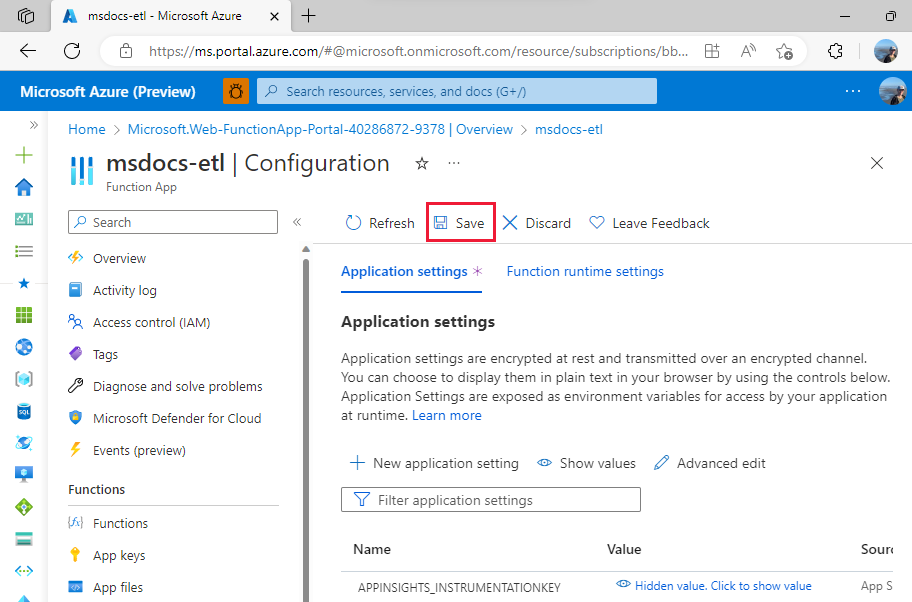 msdocs-etl - Microsoft Azure
https://ms.portal.azure.com/#@microsoft.onmicrosoft.com/resource/subscriptions/bb...
Microsoft Azure (Preview)
Search resources, services, and docs (G+/)
Home > Microsoft.Web-FunctionApp-Portal-40286872-9378 | Overview > msdocs-etl
msdocs-etl | Configuration
Function App
Search
Overview
Activity log
Access control (IAM)
Tags
Diagnose and solve problems
Microsoft Defender for Cloud
Events (preview)
Functions
Functions
App keys
App files
Refresh
Save
Discard
Leave Feedback
Application settings *
Function runtime settings
Application settings
Application settings are encrypted at rest and transmitted over an encrypted channel.
You can choose to display them in plain text in your browser by using the controls below.
Application Settings are exposed as environment variables for access by your application
at runtime. Learn more
New application setting
Show values
Advanced edit
Filter application settings
Name Value Sourc
APPINSIGHTS_INSTRUMENTATIONKEY Hidden value. Click to show value App S